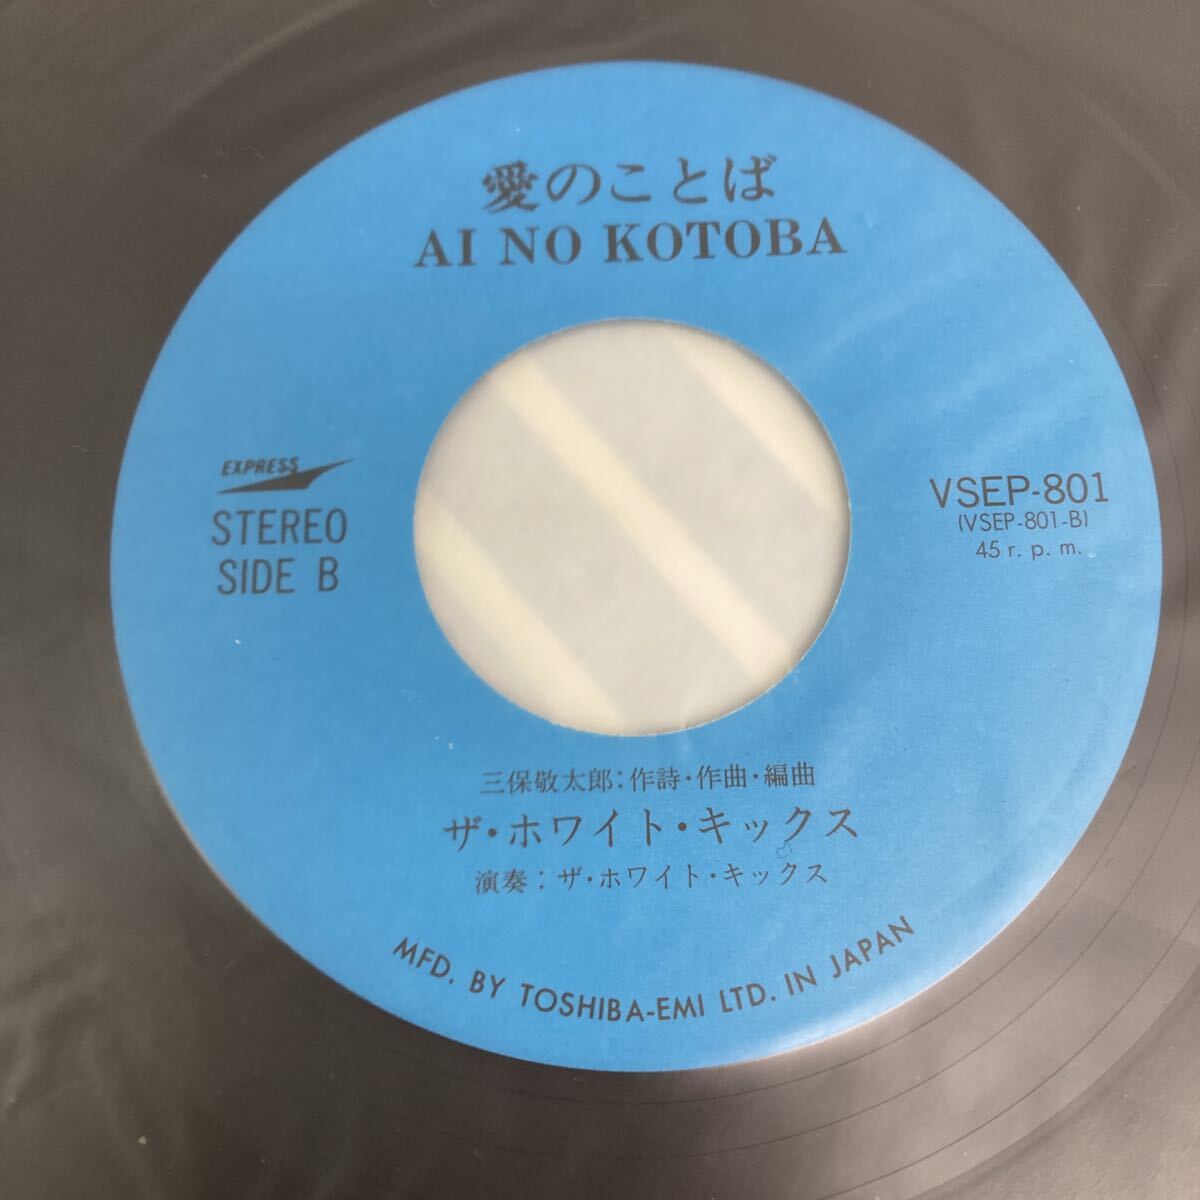 愛のことば
AI NO KOTOBA
EXPRESS
STEREO
SIDE B
VSEP-801
(VSEP-801-B)
45 r. p. m.
三保敬太郎:作詩・作曲・編曲
ザ・ホワイト・キックス
演奏:ザ・ホワイト・キックス
MFD. BY TOSHIBA-EMI LTD. IN JAPAN